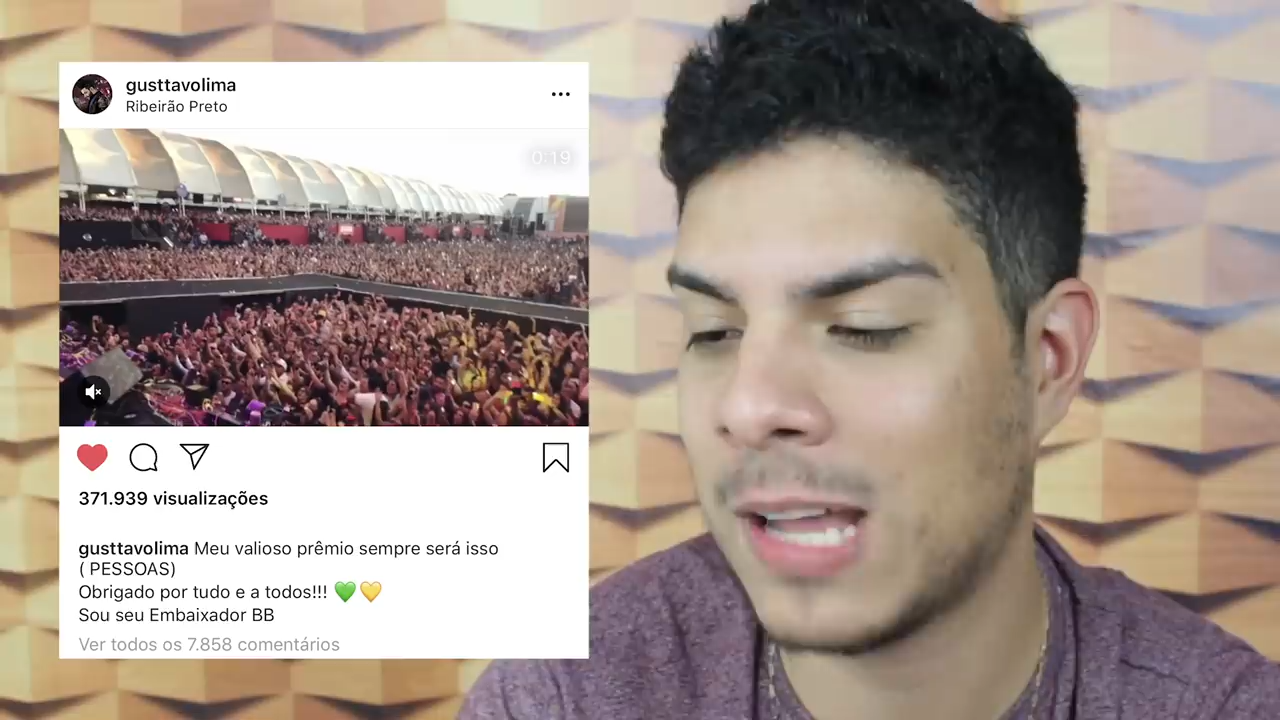 gusttavolima
Ribeirão Preto
0:19
371.939 visualizações
gusttavolima Meu valioso prêmio sempre será isso
( PESSOAS)
Obrigado por tudo e a todos!!! 💚💛
Sou seu Embaixador BB
Ver todos os 7.858 comentários